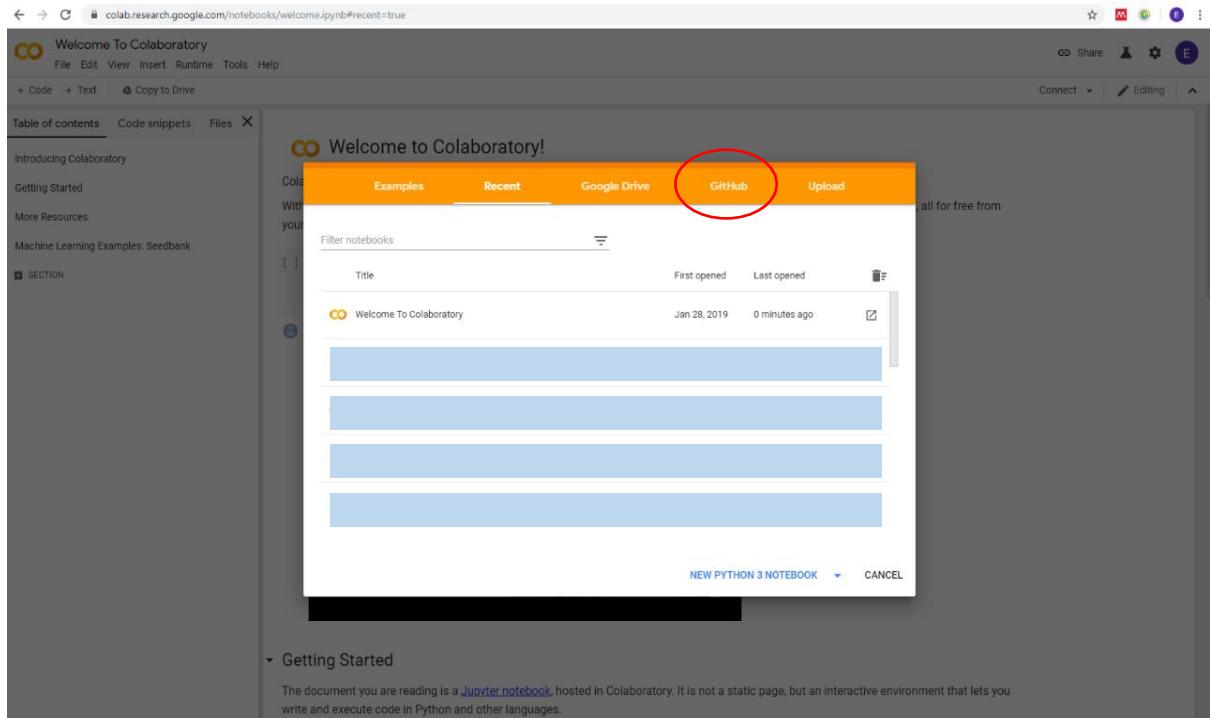 colab.research.google.com/notebooks/welcome.ipynb#recent=true
E
Welcome To Colaboratory
File Edit View Insert Runtime Tools Help
Share
E
+ Code + Text Copy to Drive
Connect Editing
Table of contents Code snippets Files X
Introducing Colaboratory
Getting Started
More Resources
Machine Learning Examples: Seedbank
SECTION
Welcome to Colaboratory!
Cola
With
, all for free from
your
[ ]
Examples Recent Google Drive GitHub Upload
Filter notebooks
Title First opened Last opened
Welcome To Colaboratory Jan 28, 2019 0 minutes ago
NEW PYTHON 3 NOTEBOOK CANCEL
Getting Started
The document you are reading is a Jupyter notebook, hosted in Colaboratory. It is not a static page, but an interactive environment that lets you
write and execute code in Python and other languages.